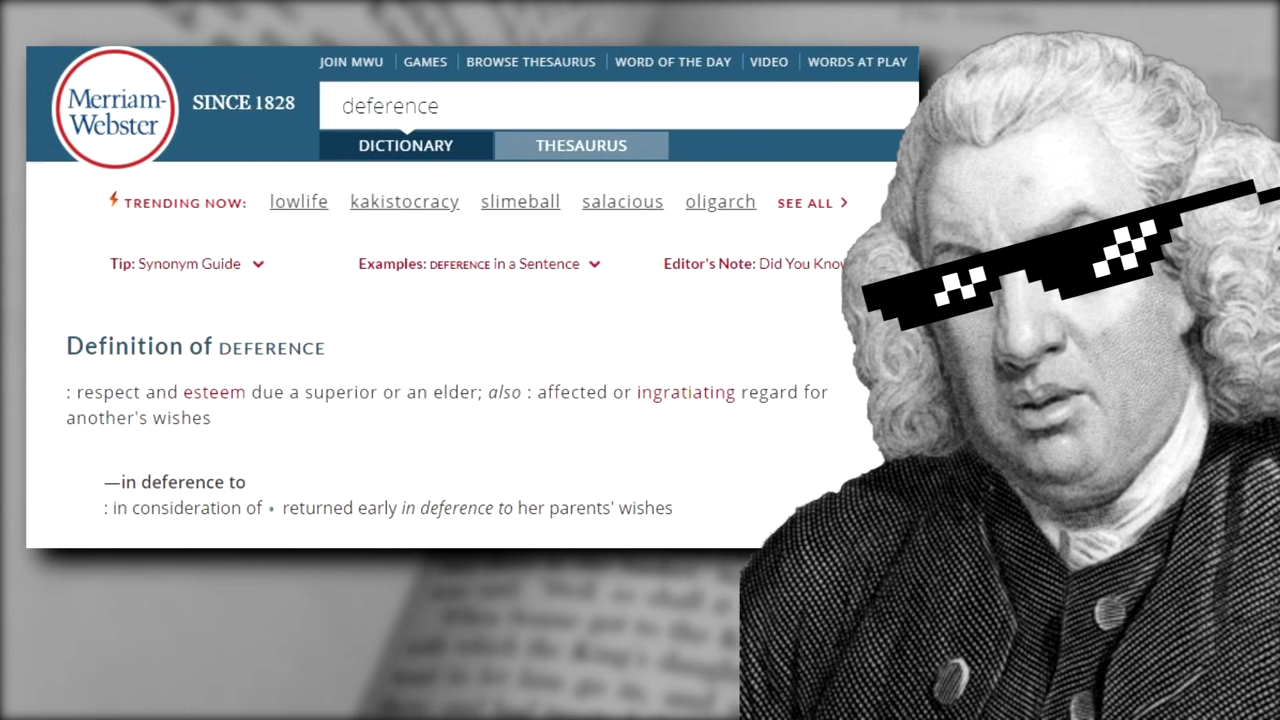 Merriam-
Webster
SINCE 1828
JOIN MWU GAMES BROWSE THESAURUS WORD OF THE DAY VIDEO WORDS AT PLAY
deference
DICTIONARY THESAURUS
TRENDING NOW: lowlife kakistocracy slimeball salacious oligarch SEE ALL
Tip: Synonym Guide Examples: DEFERENCE in a Sentence Editor's Note: Did You Know
Definition of DEFERENCE
: respect and esteem due a superior or an elder; also : affected or ingratiating regard for
another's wishes
—in deference to
: in consideration of • returned early in deference to her parents' wishes